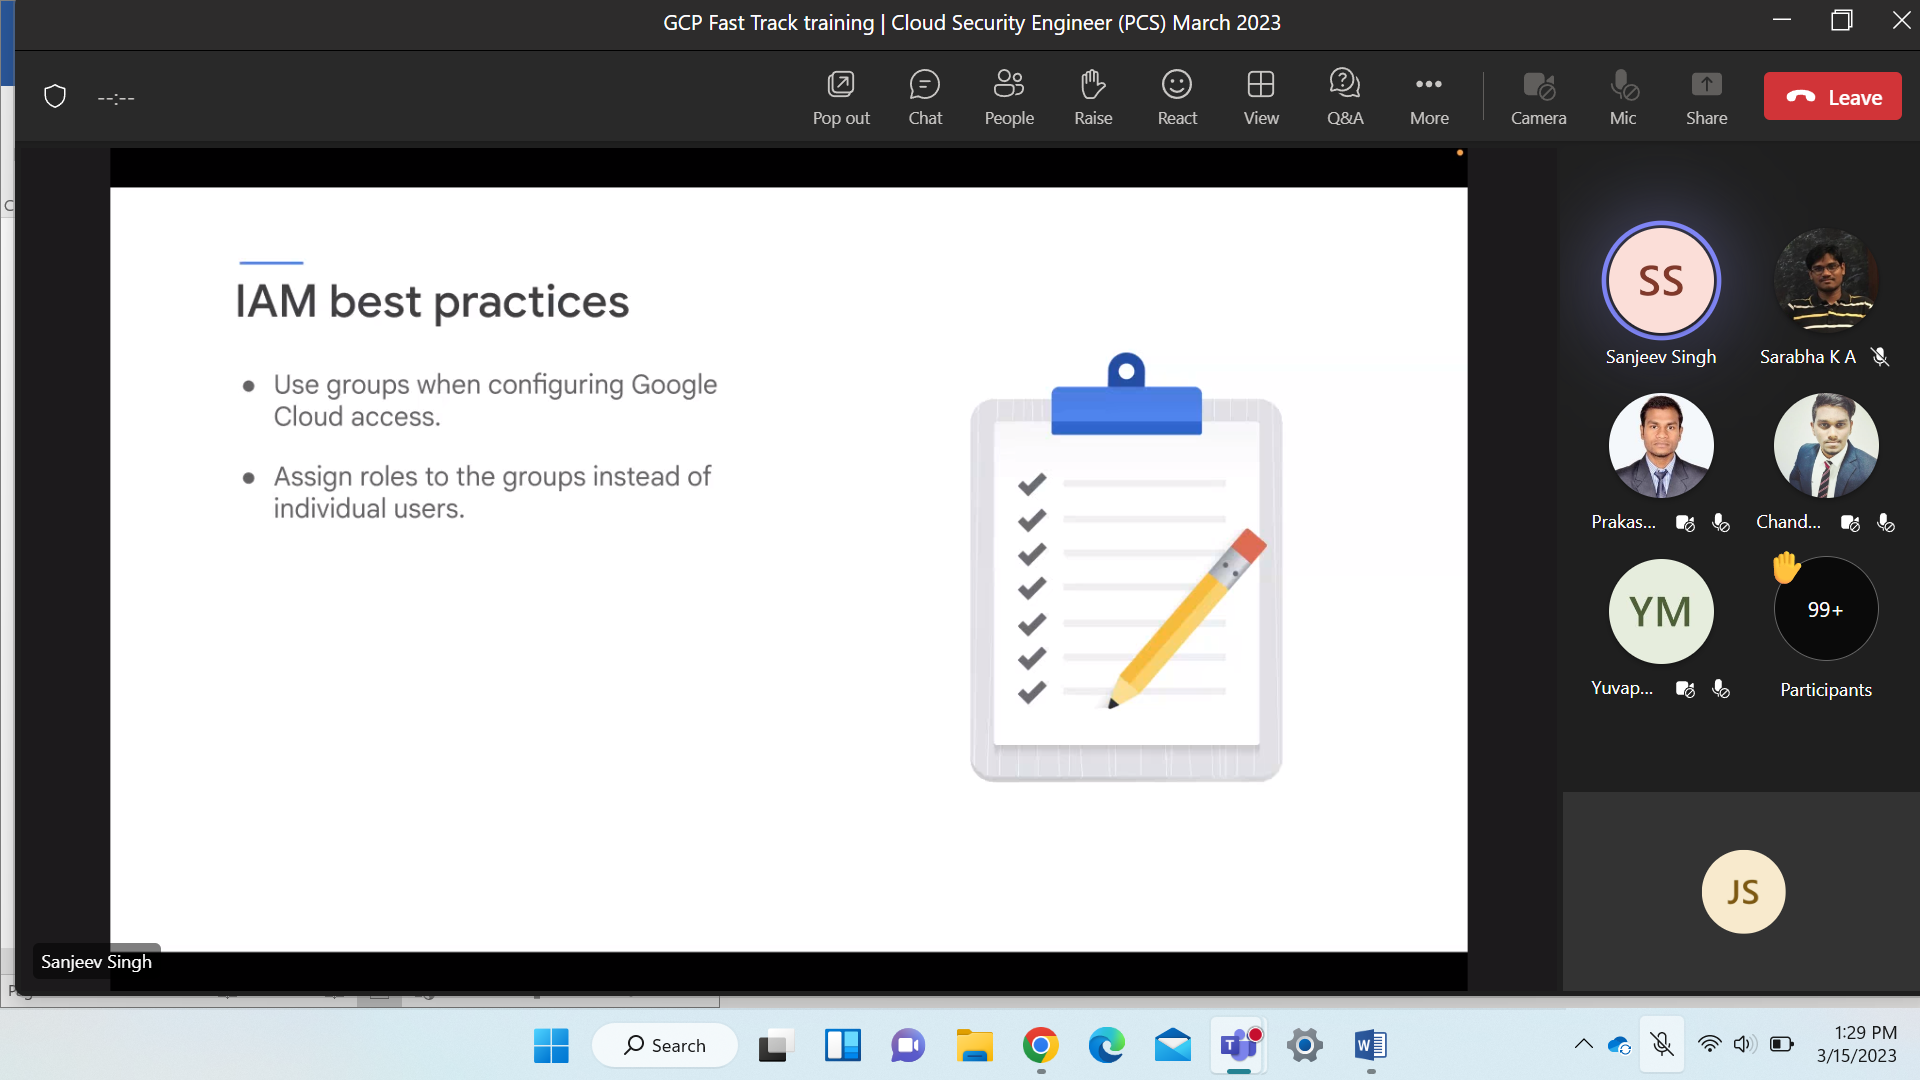 GCP Fast Track training | Cloud Security Engineer (PCS) March 2023
--:--
Pop out
Chat
People
Raise
React
View
Q&A
More
Camera
Mic
Share
Leave
IAM best practices
● Use groups when configuring Google
Cloud access.
● Assign roles to the groups instead of
individual users.
Sanjeev Singh
SS
Sanjeev Singh
Sarabha K A
Prakas...
Chand...
YM
99+
Yuvap...
Participants
JS
Search
1:29 PM
3/15/2023